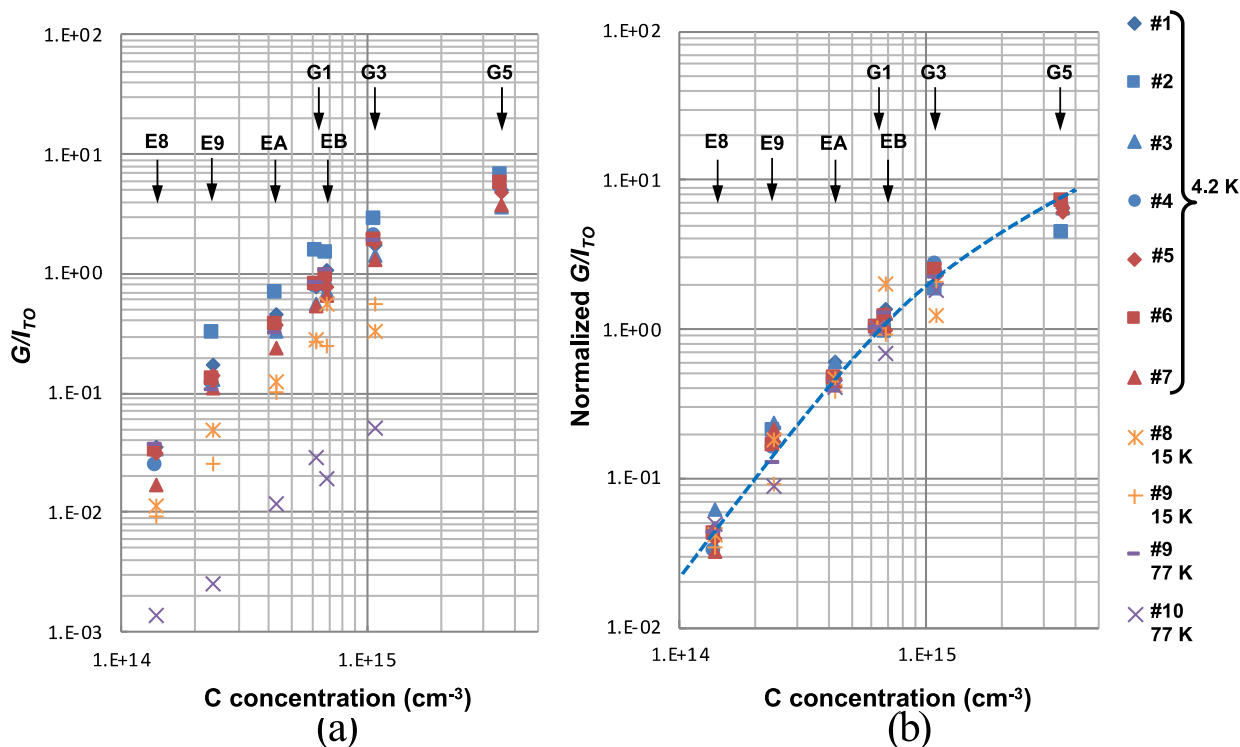 1.E+02
1.E+01
1.E+00
1.E-01
1.E-02
1.E-03
G/I_TO
G1
G3
G5
E8
E9
EA
EB
1.E+14
1.E+15
C concentration (cm⁻³)
(a)
1.E+02
1.E+01
1.E+00
1.E-01
1.E-02
Normalized G/I_TO
G1
G3
G5
E8
E9
EA
EB
1.E+14
1.E+15
C concentration (cm⁻³)
(b)
#1
#2
#3
#4
4.2 K
#5
#6
#7
#8
15 K
#9
15 K
#9
77 K
#10
77 K